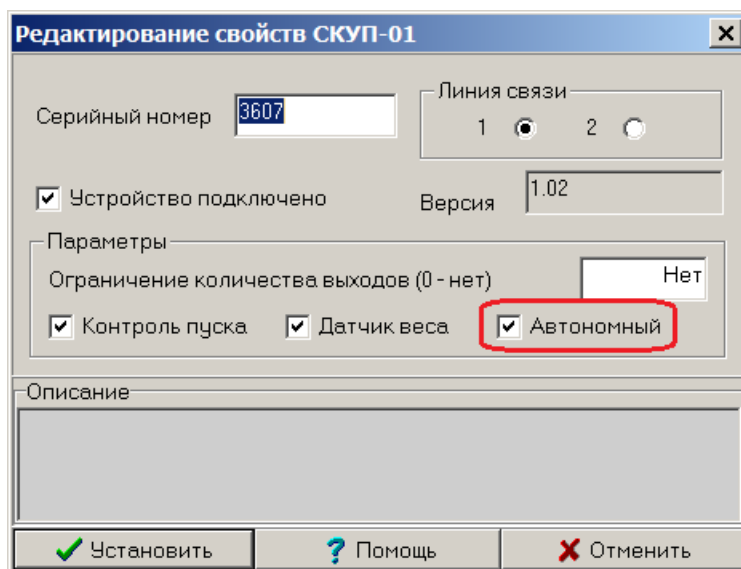 Редактирование свойств СКУП-01
Серийный номер 3607
Линия связи
1 2
Устройство подключено
Версия 1.02
Параметры
Ограничение количества выходов (0 - нет) Нет
Контроль пуска Датчик веса Автономный
Описание
Установить ? Помощь Отменить